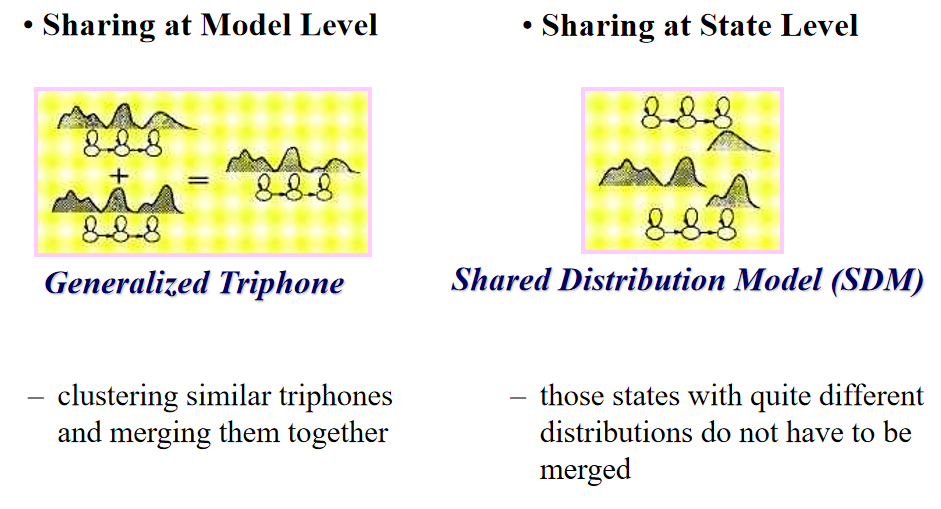 • Sharing at Model Level
+
=
Generalized Triphone
– clustering similar triphones
and merging them together
• Sharing at State Level
Shared Distribution Model (SDM)
– those states with quite different
distributions do not have to be
merged